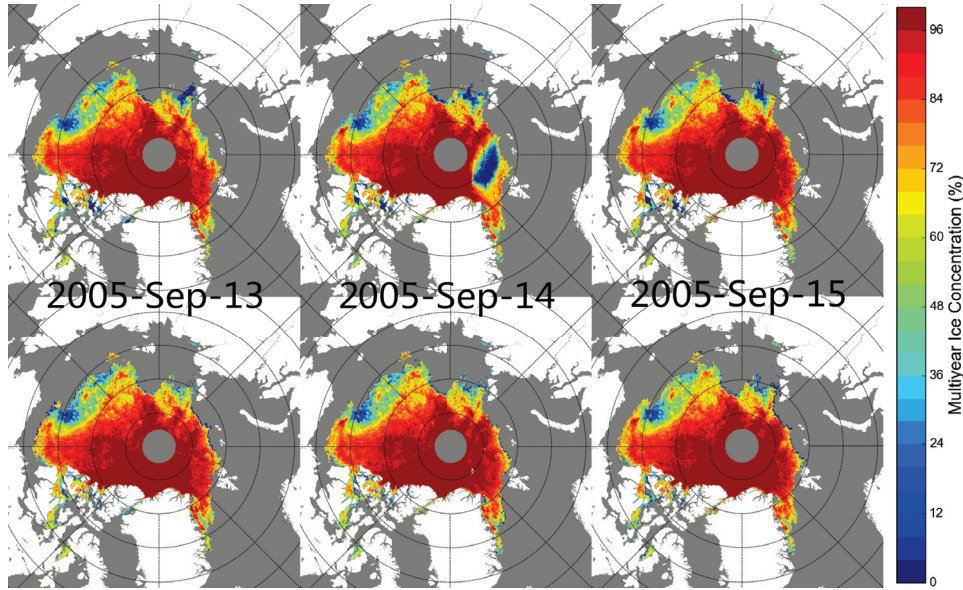 2005-Sep-13
2005-Sep-14
2005-Sep-15
96
84
72
60
48
36
24
12
0
Multiyear Ice Concentration (%)